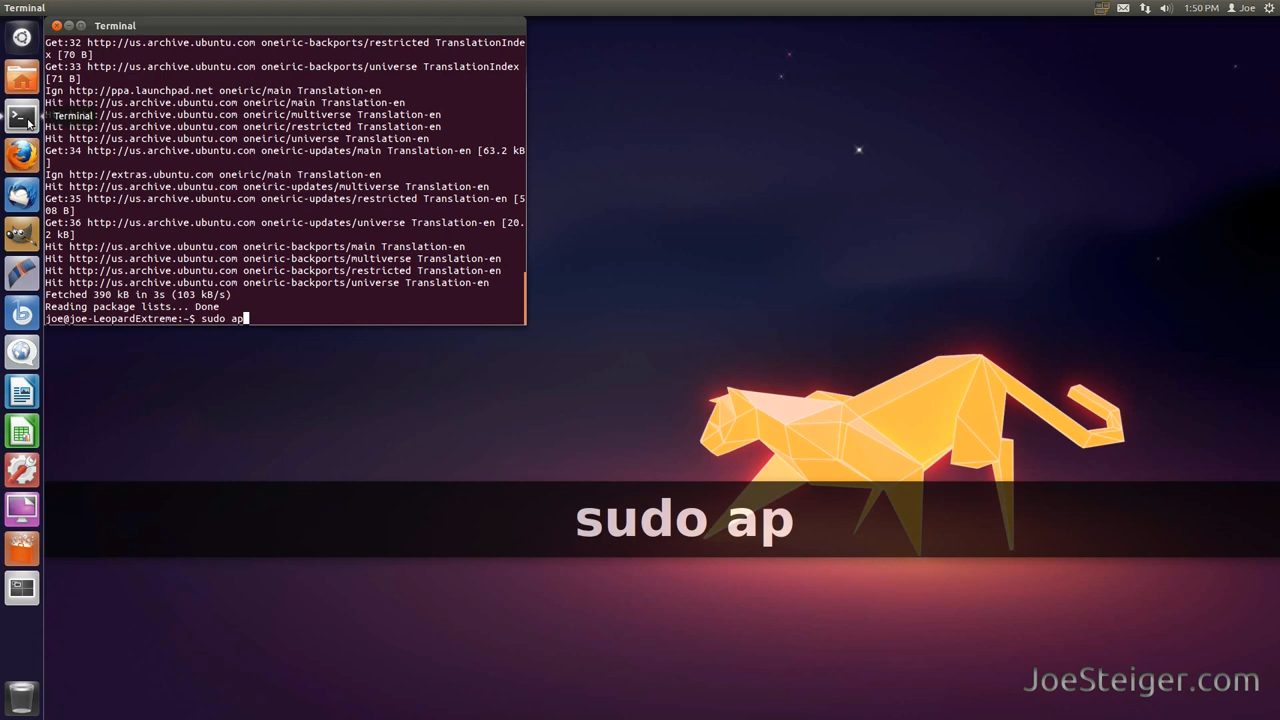 Terminal
1:50 PM
Joe
Terminal
Get:32 http://us.archive.ubuntu.com oneiric-backports/restricted TranslationInde
x [70 B]
Get:33 http://us.archive.ubuntu.com oneiric-backports/universe TranslationIndex
[71 B]
Ign http://ppa.launchpad.net oneiric/main Translation-en
Hit http://us.archive.ubuntu.com oneiric/main Translation-en
Terminal
//us.archive.ubuntu.com oneiric/multiverse Translation-en
Hit http://us.archive.ubuntu.com oneiric/restricted Translation-en
Hit http://us.archive.ubuntu.com oneiric/universe Translation-en
Get:34 http://us.archive.ubuntu.com oneiric-updates/main Translation-en [63.2 kB
]
Ign http://extras.ubuntu.com oneiric/main Translation-en
Hit http://us.archive.ubuntu.com oneiric-updates/multiverse Translation-en
Get:35 http://us.archive.ubuntu.com oneiric-updates/restricted Translation-en [5
08 B]
Get:36 http://us.archive.ubuntu.com oneiric-updates/universe Translation-en [20.
2 kB]
Hit http://us.archive.ubuntu.com oneiric-backports/main Translation-en
Hit http://us.archive.ubuntu.com oneiric-backports/multiverse Translation-en
Hit http://us.archive.ubuntu.com oneiric-backports/restricted Translation-en
Hit http://us.archive.ubuntu.com oneiric-backports/universe Translation-en
Fetched 390 kB in 3s (103 kB/s)
Reading package lists... Done
joe@joe-LeopardExtreme:~$ sudo ap
sudo ap
JoeSteiger.com